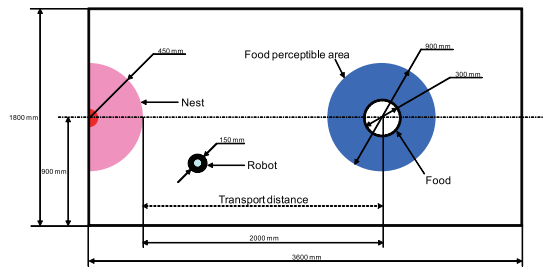 450 mm
Food perceptible area
900 mm
300 mm
Nest
1800 mm
150 mm
Robot
900 mm
Food
Transport distance
2000 mm
3600 mm